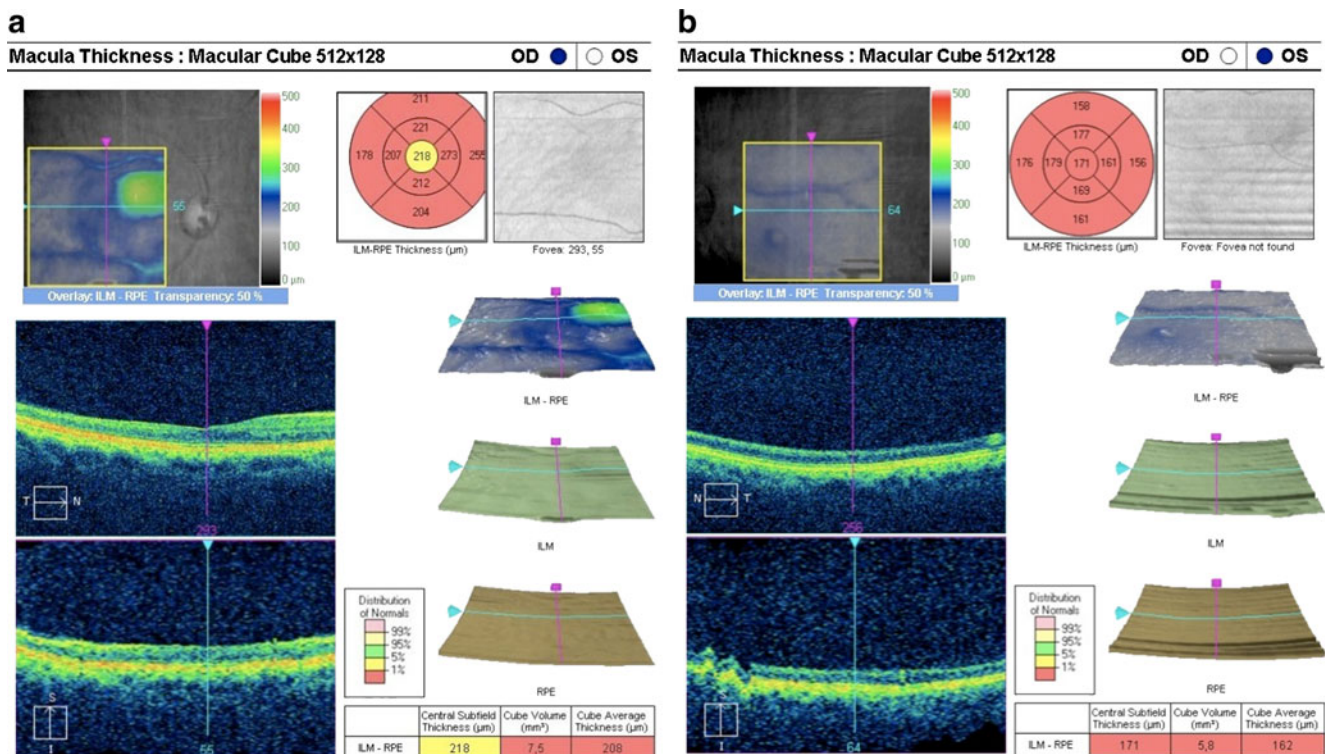 a
Macula Thickness : Macular Cube 512x128
OD
OS
500
400
300
200
100
0 µm
55
Overlay: ILM - RPE Transparency: 50 %
211
221
178
207
218
273
255
212
204
ILM-RPE Thickness (µm)
Fovea: 293, 55
T
N
293
S
I
55
ILM - RPE
ILM
RPE
Distribution
of Normals
99%
95%
5%
1%
Central Subfield
Thickness (µm)
Cube Volume
(mm³)
Cube Average
Thickness (µm)
ILM - RPE
218
7,5
208
b
Macula Thickness : Macular Cube 512x128
OD
OS
500
400
300
200
100
0 µm
64
Overlay: ILM - RPE Transparency: 50 %
158
177
176
179
171
161
156
169
161
ILM-RPE Thickness (µm)
Fovea: Fovea not found
N
T
256
S
I
64
ILM - RPE
ILM
RPE
Distribution
of Normals
99%
95%
5%
1%
Central Subfield
Thickness (µm)
Cube Volume
(mm³)
Cube Average
Thickness (µm)
ILM - RPE
171
5,8
162